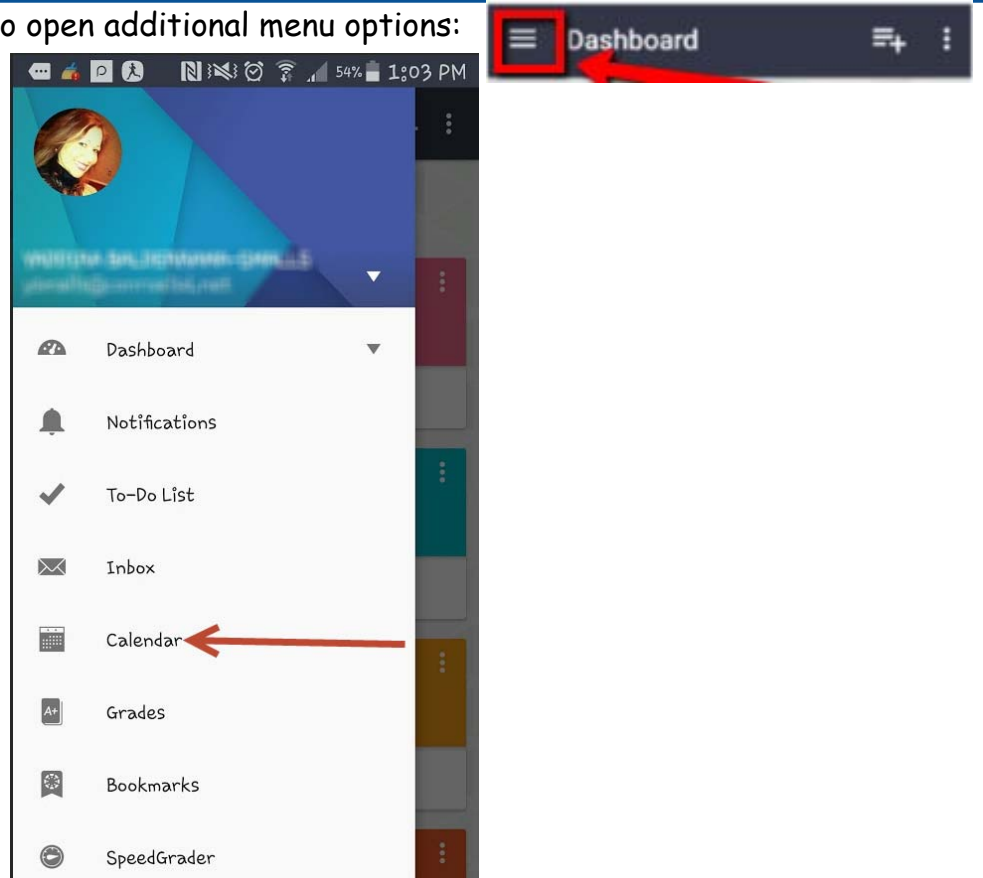 o open additional menu options:
Dashboard
54% 1:03 PM
Dashboard
Notifications
To-Do List
Inbox
Calendar
A+
Grades
Bookmarks
SpeedGrader